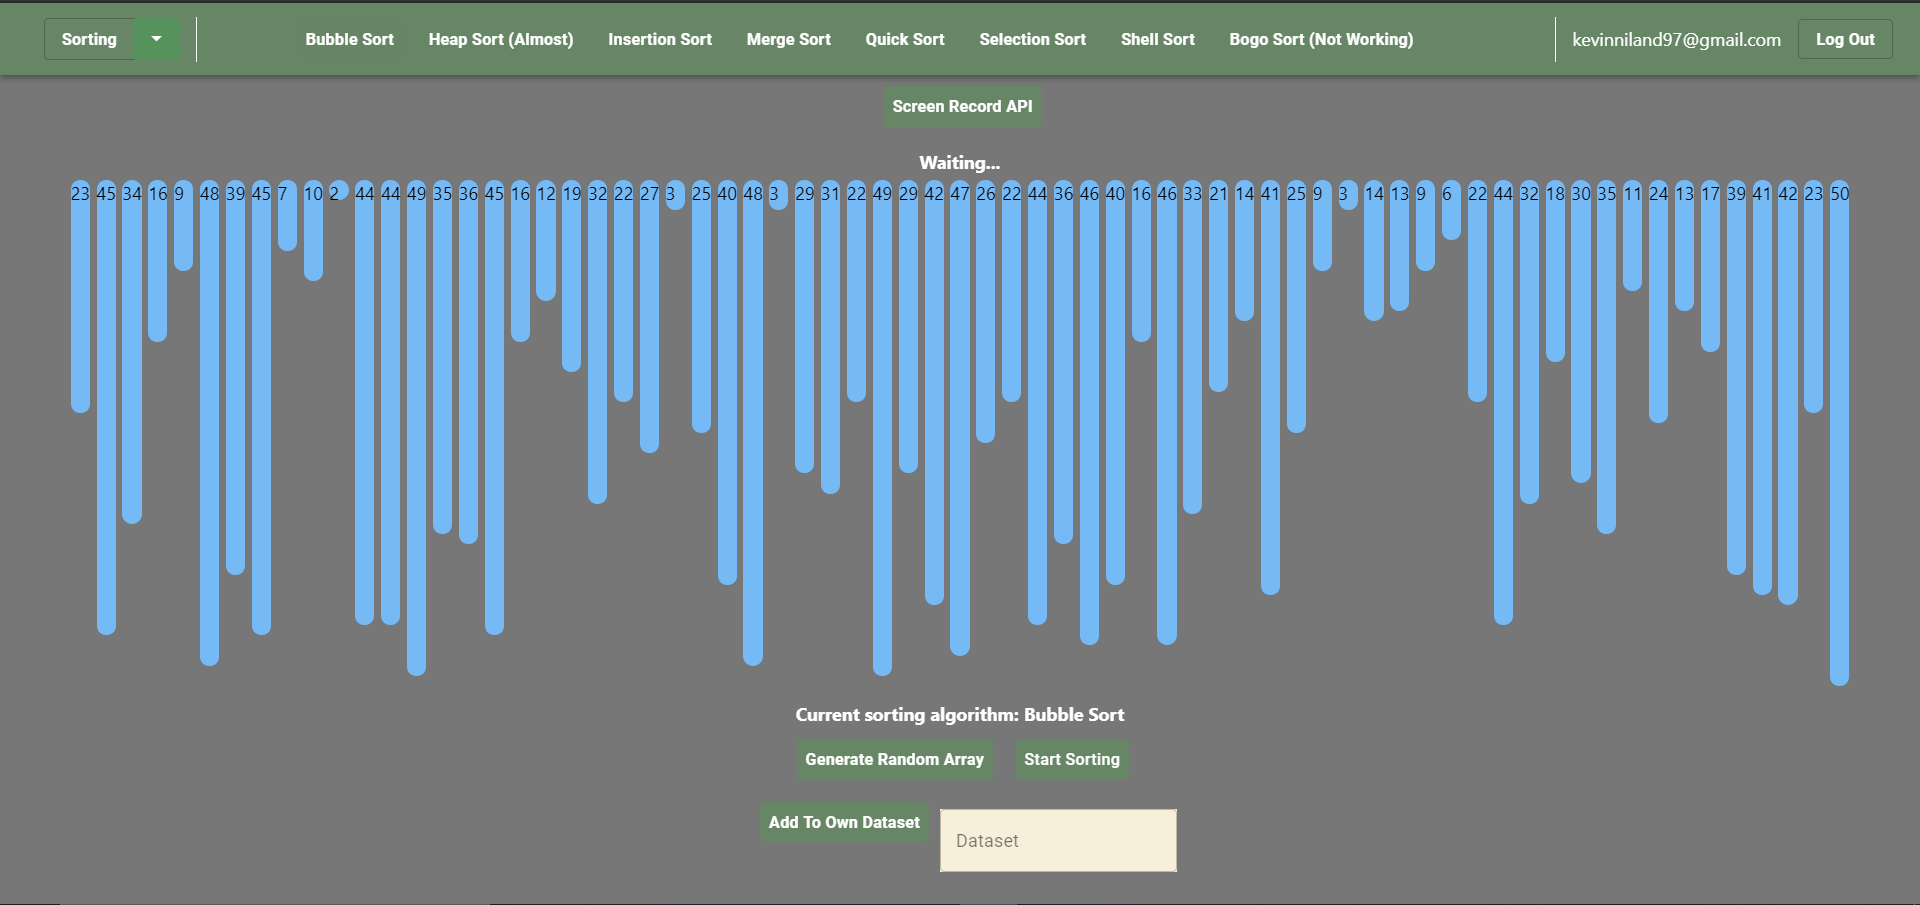 Sorting Bubble Sort Heap Sort (Almost) Insertion Sort Merge Sort Quick Sort Selection Sort Shell Sort Bogo Sort (Not Working) kevinniland97@gmail.com Log Out
Screen Record API
Waiting...
23 45 34 16 9 48 39 45 7 10 2 44 44 49 35 36 45 16 12 19 32 22 27 3 25 40 48 3 29 31 22 49 29 42 47 26 22 44 36 46 40 16 46 33 21 14 41 25 9 3 14 13 9 6 22 44 32 18 30 35 11 24 13 17 39 41 42 23 50
Current sorting algorithm: Bubble Sort
Generate Random Array Start Sorting
Add To Own Dataset Dataset